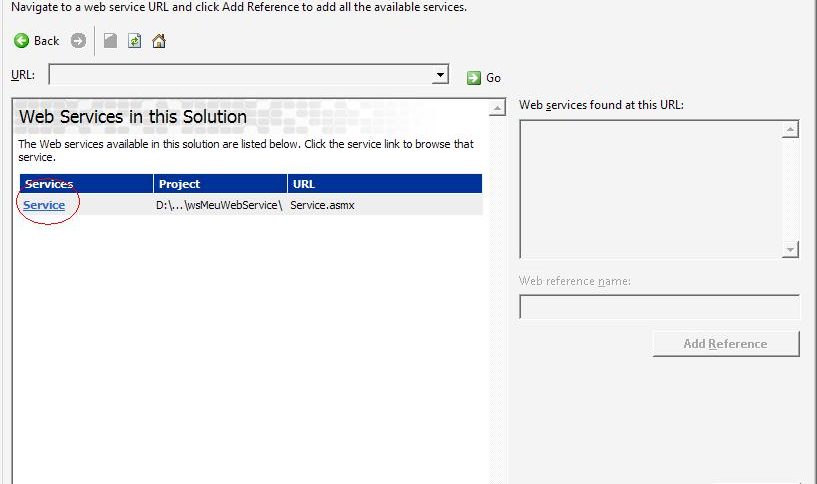 Navigate to a web service URL and click Add Reference to add all the available services.
Back
URL:
Go
Web Services in this Solution
The Web services available in this solution are listed below. Click the service link to browse that
service.
Services Project URL
Service D:\...\wsMeuWebService\ Service.asmx
Web services found at this URL:
Web reference name:
Add Reference